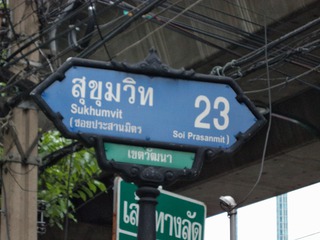 สุขุมวิท 23
Sukhumvit
(ซอยประสานมิตร Soi Prasanmit)
เขตวัฒนา